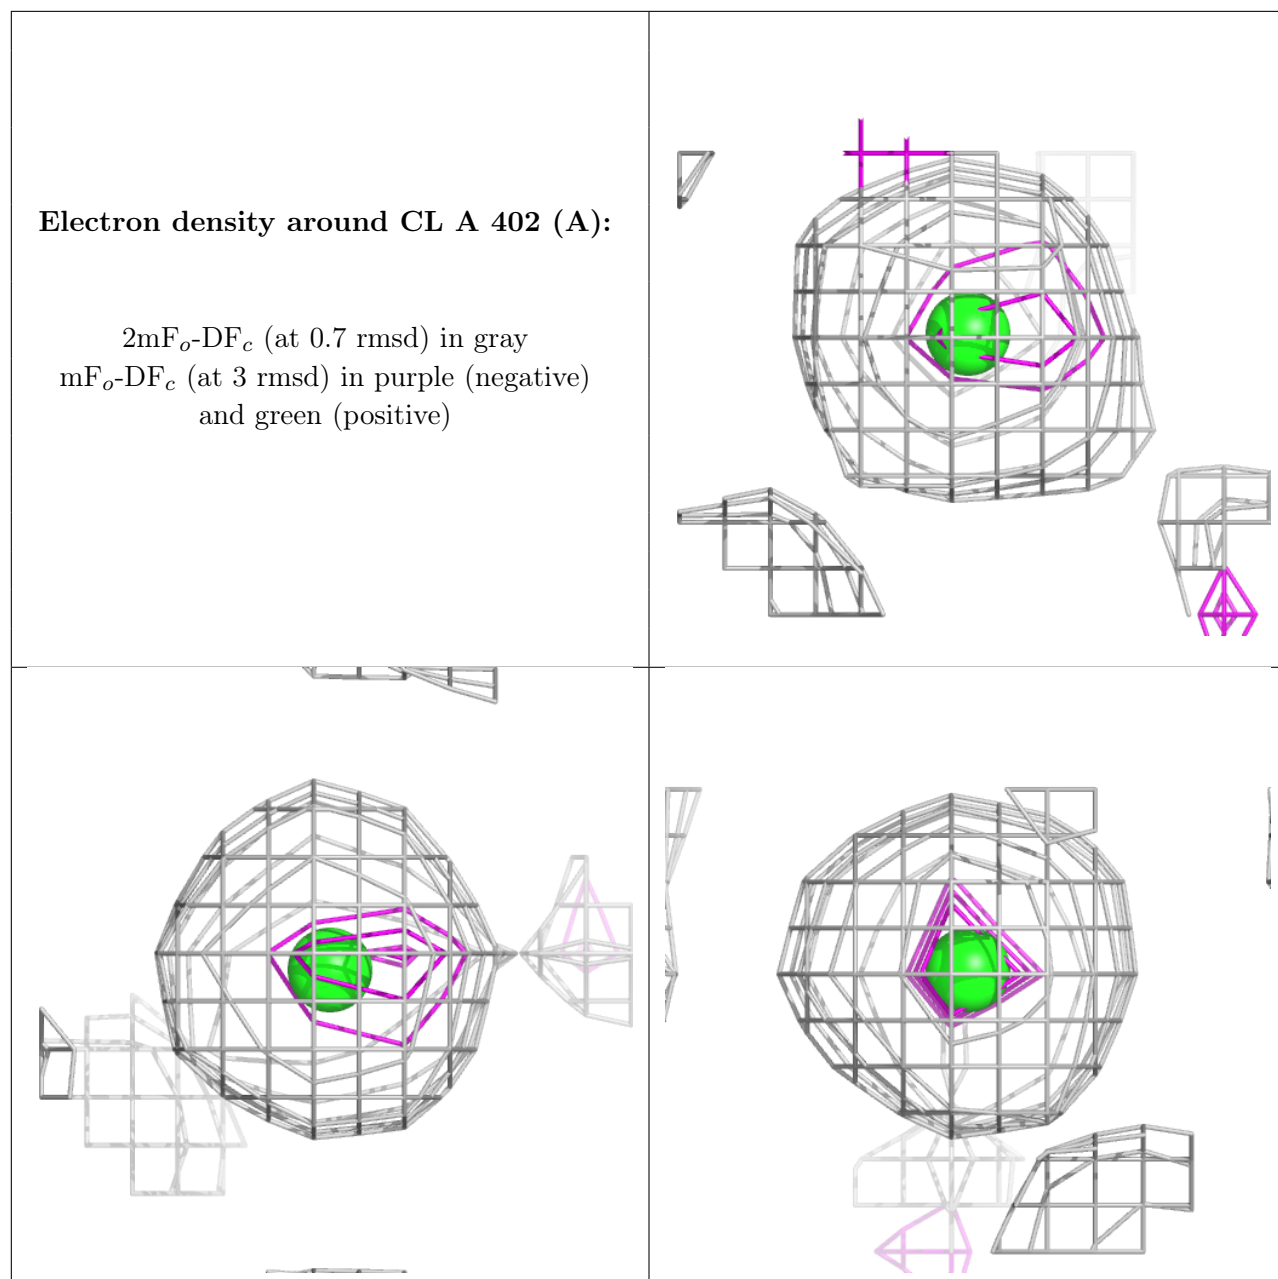 Electron density around CL A 402 (A):
2mFo-DFc (at 0.7 rmsd) in gray
mFo-DFc (at 3 rmsd) in purple (negative)
and green (positive)